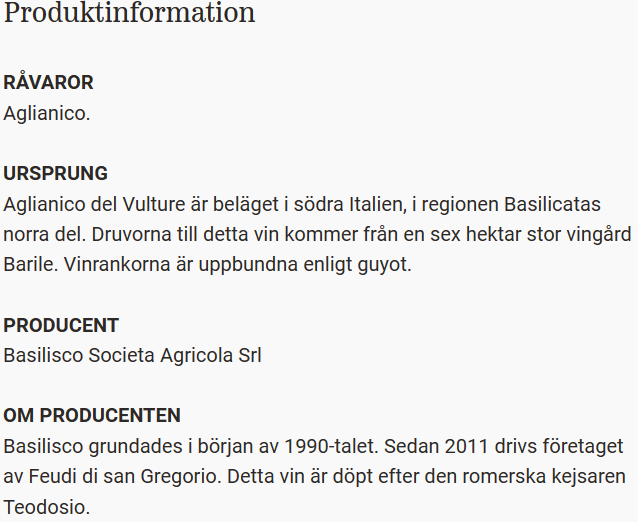 Produktinformation
RÅVAROR
Aglianico.
URSPRUNG
Aglianico del Vulture är beläget i södra Italien, i regionen Basilicatas
norra del. Druvorna till detta vin kommer från en sex hektar stor vingård
Barile. Vinrankorna är uppbundna enligt guyot.
PRODUCENT
Basilisco Societa Agricola Srl
OM PRODUCENTEN
Basilisco grundades i början av 1990-talet. Sedan 2011 drivs företaget
av Feudi di san Gregorio. Detta vin är döpt efter den romerska kejsaren
Teodosio.